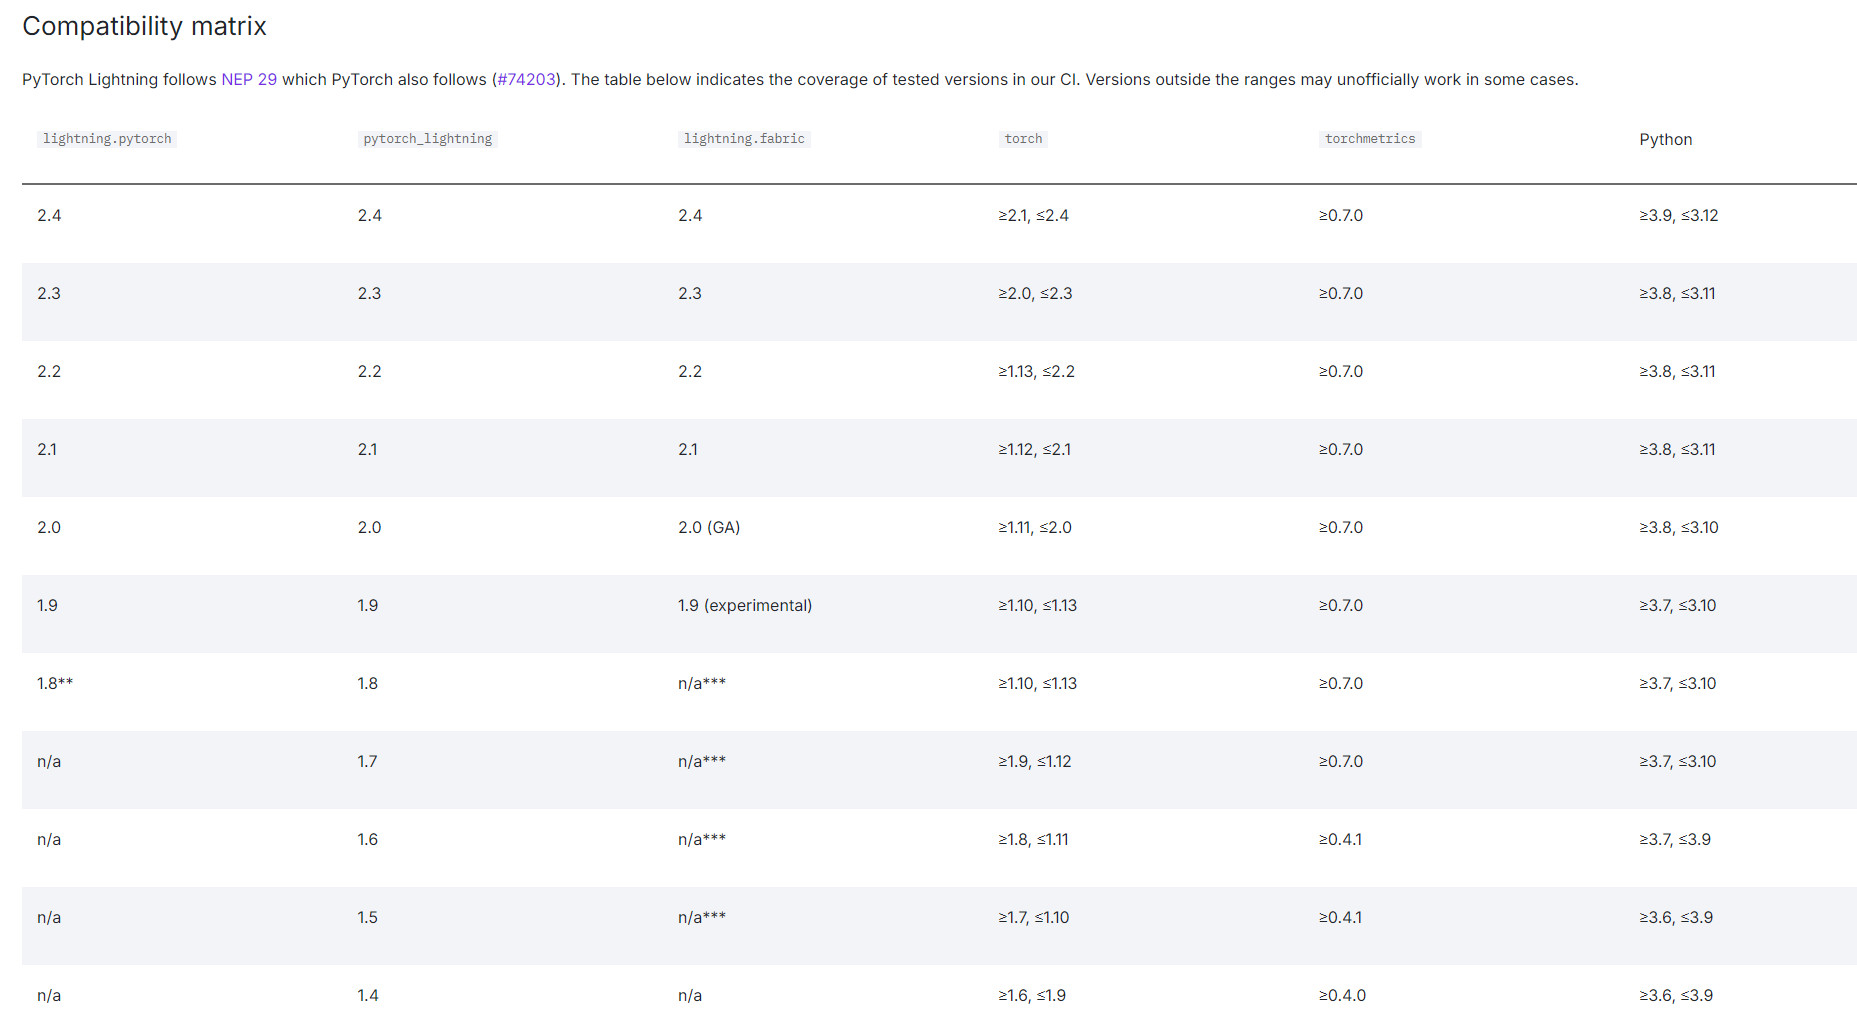 Compatibility matrix
PyTorch Lightning follows NEP 29 which PyTorch also follows (#74203). The table below indicates the coverage of tested versions in our CI. Versions outside the ranges may unofficially work in some cases.
lightning.pytorch pytorch_lightning lightning.fabric torch torchmetrics Python
2.4 2.4 2.4 ≥2.1, ≤2.4 ≥0.7.0 ≥3.9, ≤3.12
2.3 2.3 2.3 ≥2.0, ≤2.3 ≥0.7.0 ≥3.8, ≤3.11
2.2 2.2 2.2 ≥1.13, ≤2.2 ≥0.7.0 ≥3.8, ≤3.11
2.1 2.1 2.1 ≥1.12, ≤2.1 ≥0.7.0 ≥3.8, ≤3.11
2.0 2.0 2.0 (GA) ≥1.11, ≤2.0 ≥0.7.0 ≥3.8, ≤3.10
1.9 1.9 1.9 (experimental) ≥1.10, ≤1.13 ≥0.7.0 ≥3.7, ≤3.10
1.8** 1.8 n/a*** ≥1.10, ≤1.13 ≥0.7.0 ≥3.7, ≤3.10
n/a 1.7 n/a*** ≥1.9, ≤1.12 ≥0.7.0 ≥3.7, ≤3.10
n/a 1.6 n/a*** ≥1.8, ≤1.11 ≥0.4.1 ≥3.7, ≤3.9
n/a 1.5 n/a*** ≥1.7, ≤1.10 ≥0.4.1 ≥3.6, ≤3.9
n/a 1.4 n/a ≥1.6, ≤1.9 ≥0.4.0 ≥3.6, ≤3.9